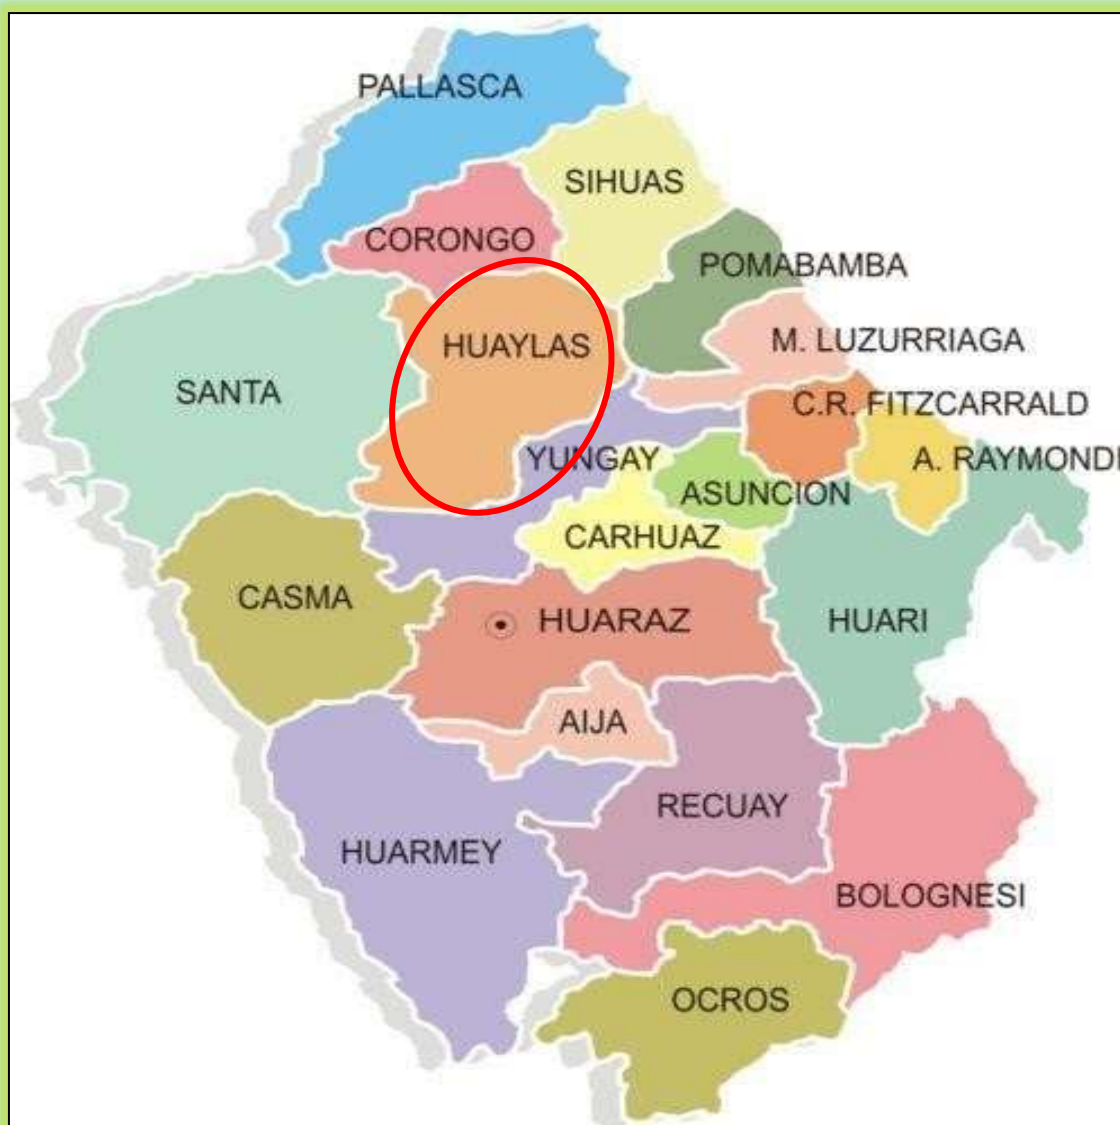 PALLASCA
SIHUAS
CORONGO
POMABAMBA
HUAYLAS
M. LUZURRIAGA
SANTA
C.R. FITZCARRALD
YUNGAY
A. RAYMONDI
ASUNCION
CARHUAZ
CASMA
HUARAZ
HUARI
AIJA
RECUAY
HUARMEY
BOLOGNESI
OCROS